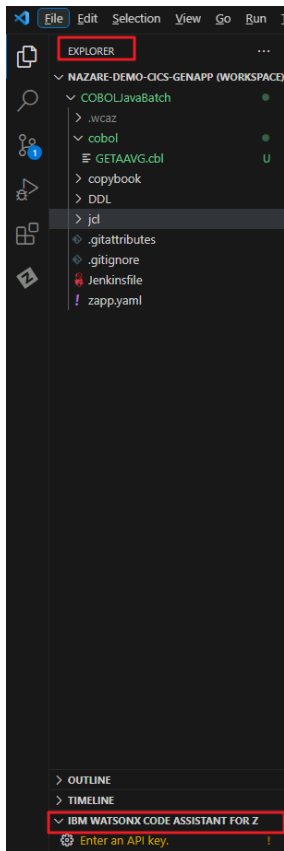 File Edit Selection View Go Run
EXPLORER ...
NAZARE-DEMO-CICS-GENAPP (WORKSPACE)
COBOLJavaBatch
.wcaz
cobol
GETAAVG.cbl U
copybook
DDL
jcl
.gitattributes
.gitignore
Jenkinsfile
! zapp.yaml
1
OUTLINE
TIMELINE
IBM WATSONX CODE ASSISTANT FOR Z
Enter an API key. !